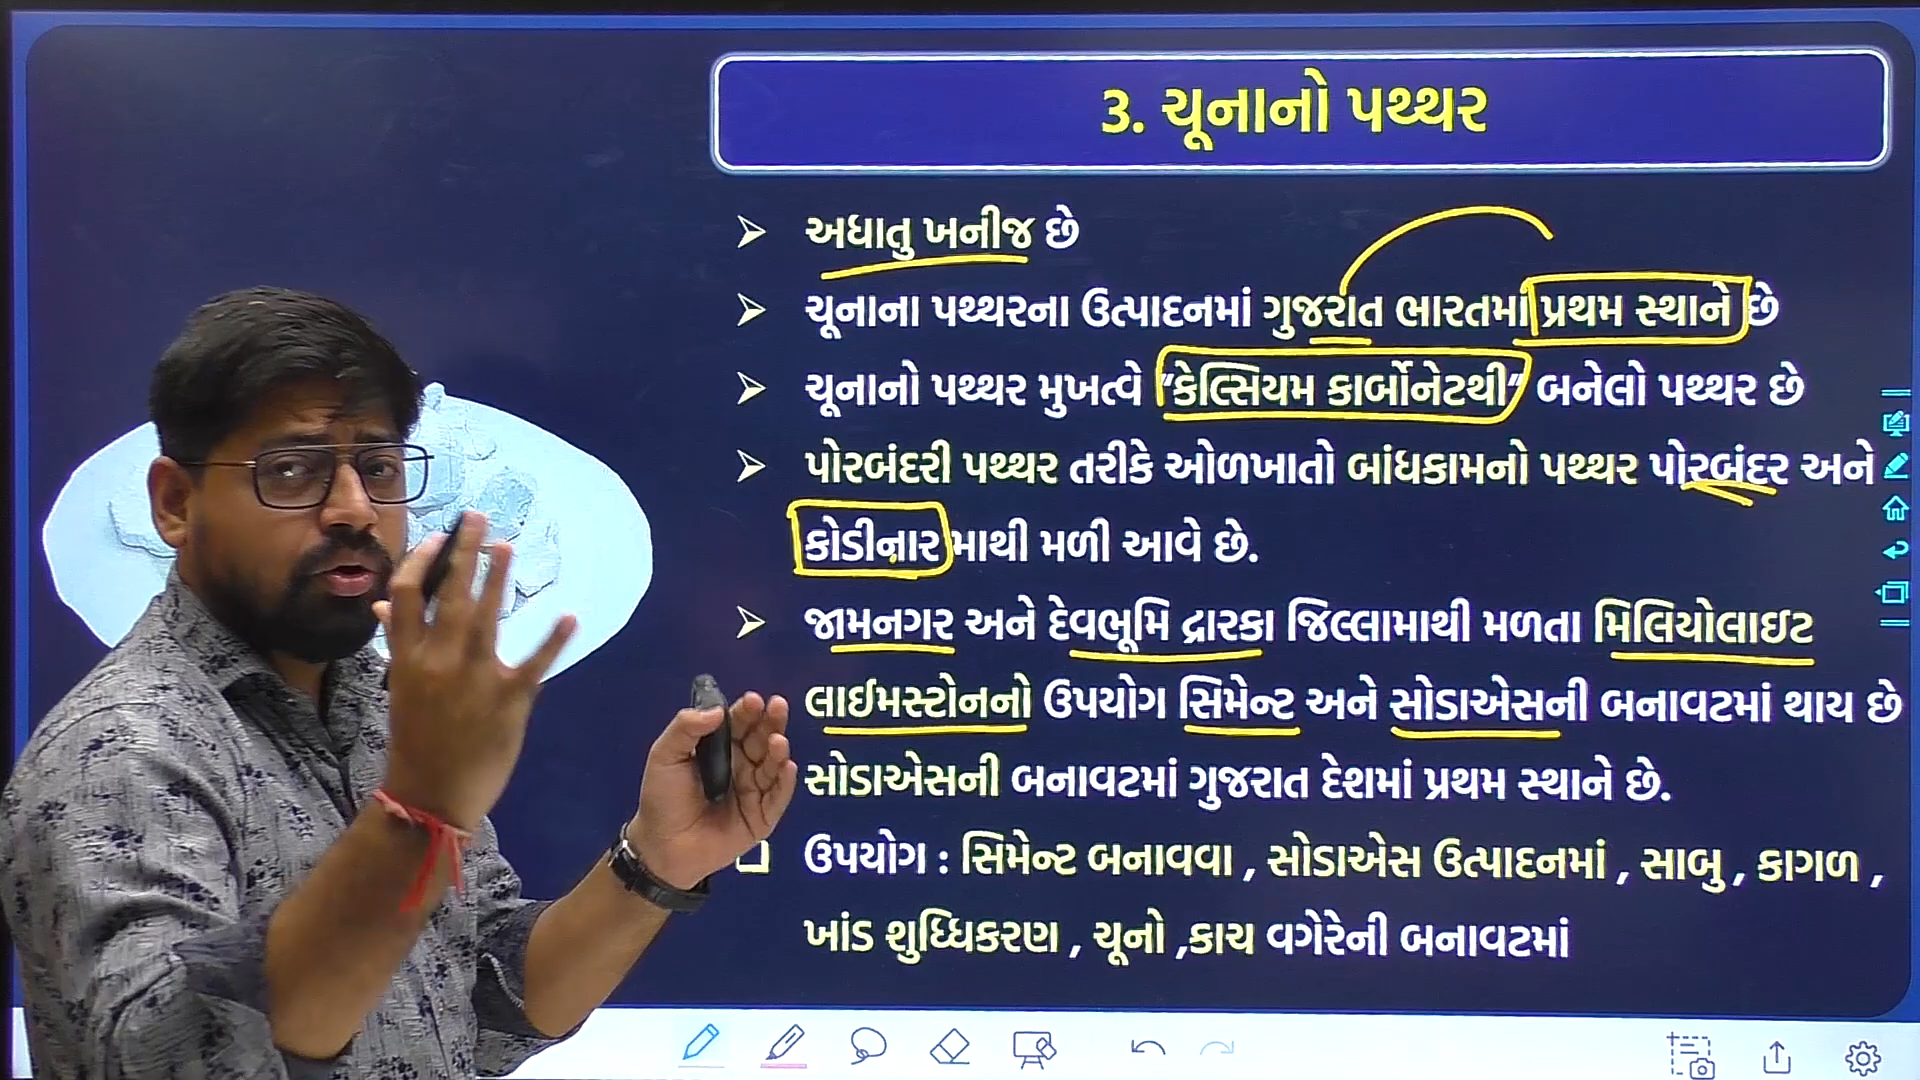 3. ચૂનાનો પથ્થર
અધાતુ ખનીજ છે
ચૂનાના પથ્થરના ઉત્પાદનમાં ગુજરાત ભારતમાં પ્રથમ સ્થાને છે
ચૂનાનો પથ્થર મુખત્વે "કેલ્સિયમ કાર્બોનેટથી" બનેલો પથ્થર છે
પોરબંદરી પથ્થર તરીકે ઓળખાતો બાંધકામનો પથ્થર પોરબંદર અને
કોડીનાર માથી મળી આવે છે.
જામનગર અને દેવભૂમિ દ્રારકા જિલ્લામાથી મળતા મિલિયોલાઇટ
લાઈમસ્ટોનનો ઉપયોગ સિમેન્ટ અને સોડાએસની બનાવટમાં થાય છે
સોડાએસની બનાવટમાં ગુજરાત દેશમાં પ્રથમ સ્થાને છે.
ઉપયોગ : સિમેન્ટ બનાવવા , સોડાએસ ઉત્પાદનમાં , સાબુ , કાગળ ,
ખાંડ શુધ્ધિકરણ , ચૂનો ,કાચ વગેરેની બનાવટમાં